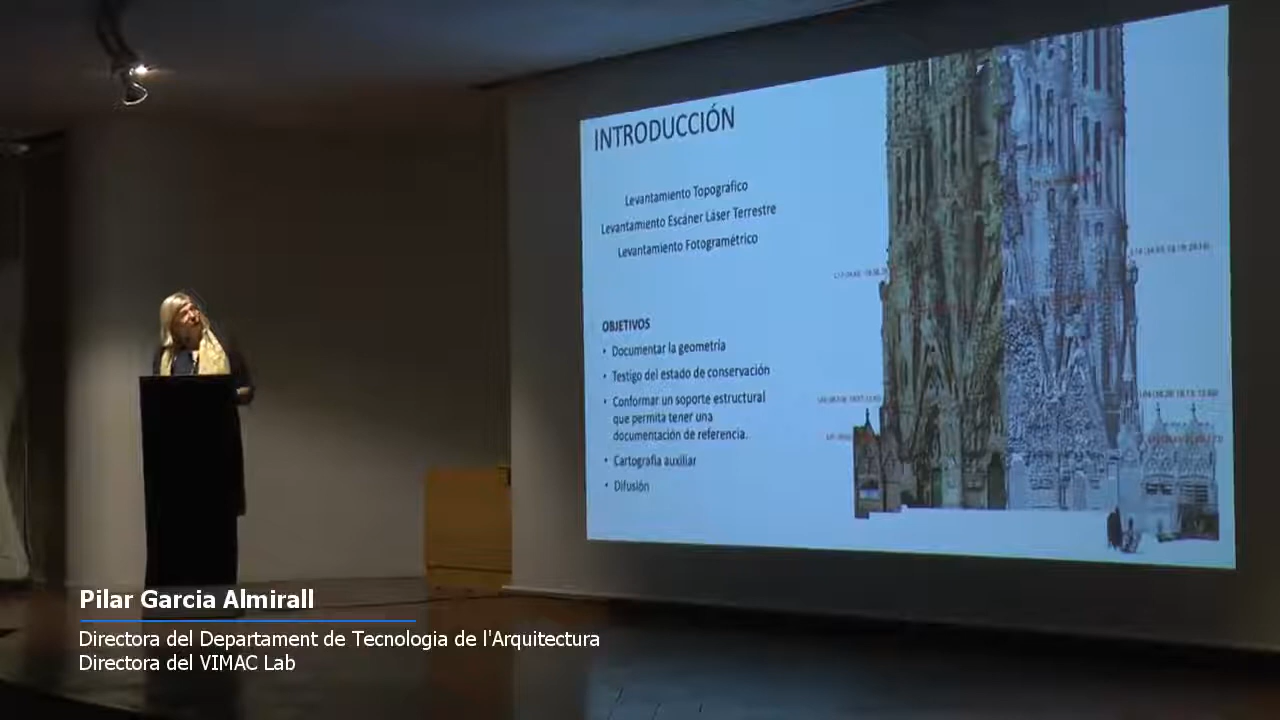 INTRODUCCIÓN
Levantamiento Topográfico
Levantamiento Escáner Láser Terrestre
Levantamiento Fotogramétrico
OBJETIVOS
• Documentar la geometría
• Testigo del estado de conservación
• Conformar un soporte estructural
que permita tener una
documentación de referencia.
• Cartografía auxiliar
• Difusión
Pilar Garcia Almirall
Directora del Departament de Tecnologia de l'Arquitectura
Directora del VIMAC Lab